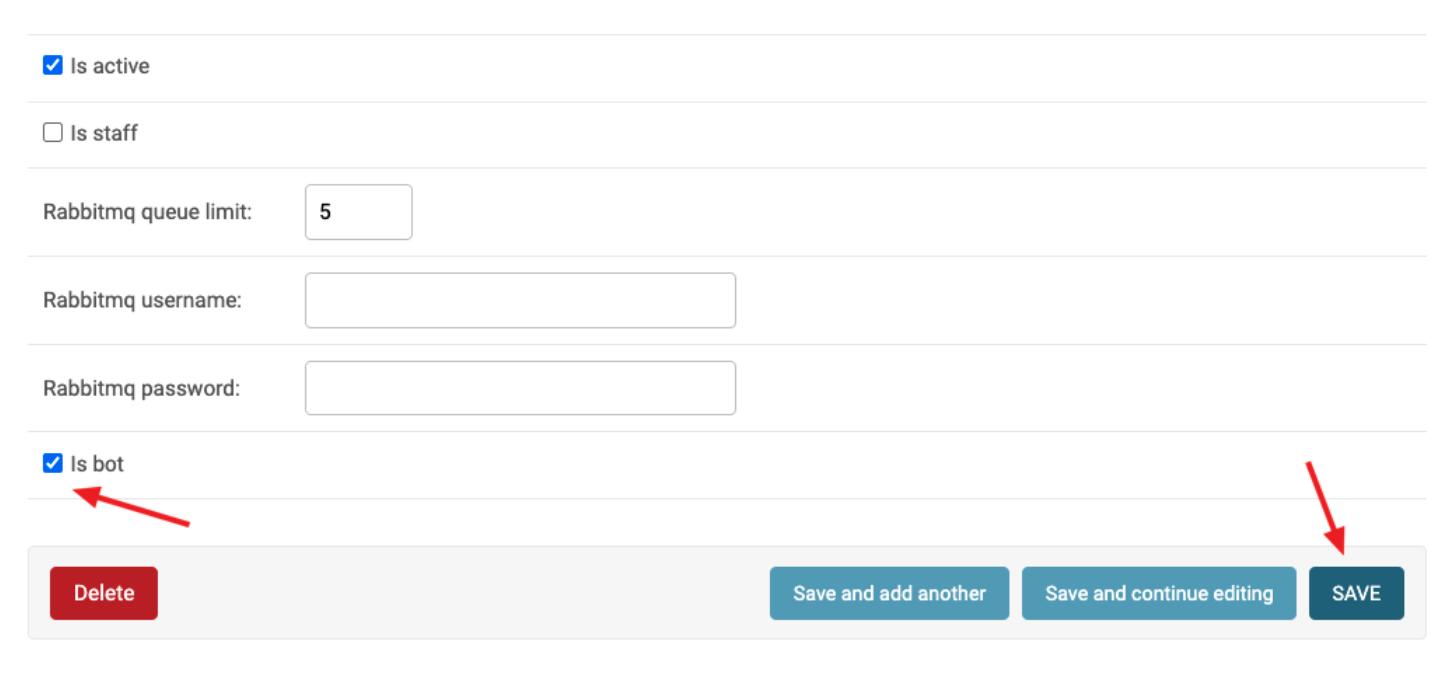 Is active
Is staff
Rabbitmq queue limit: 5
Rabbitmq username:
Rabbitmq password:
Is bot
Delete Save and add another Save and continue editing SAVE